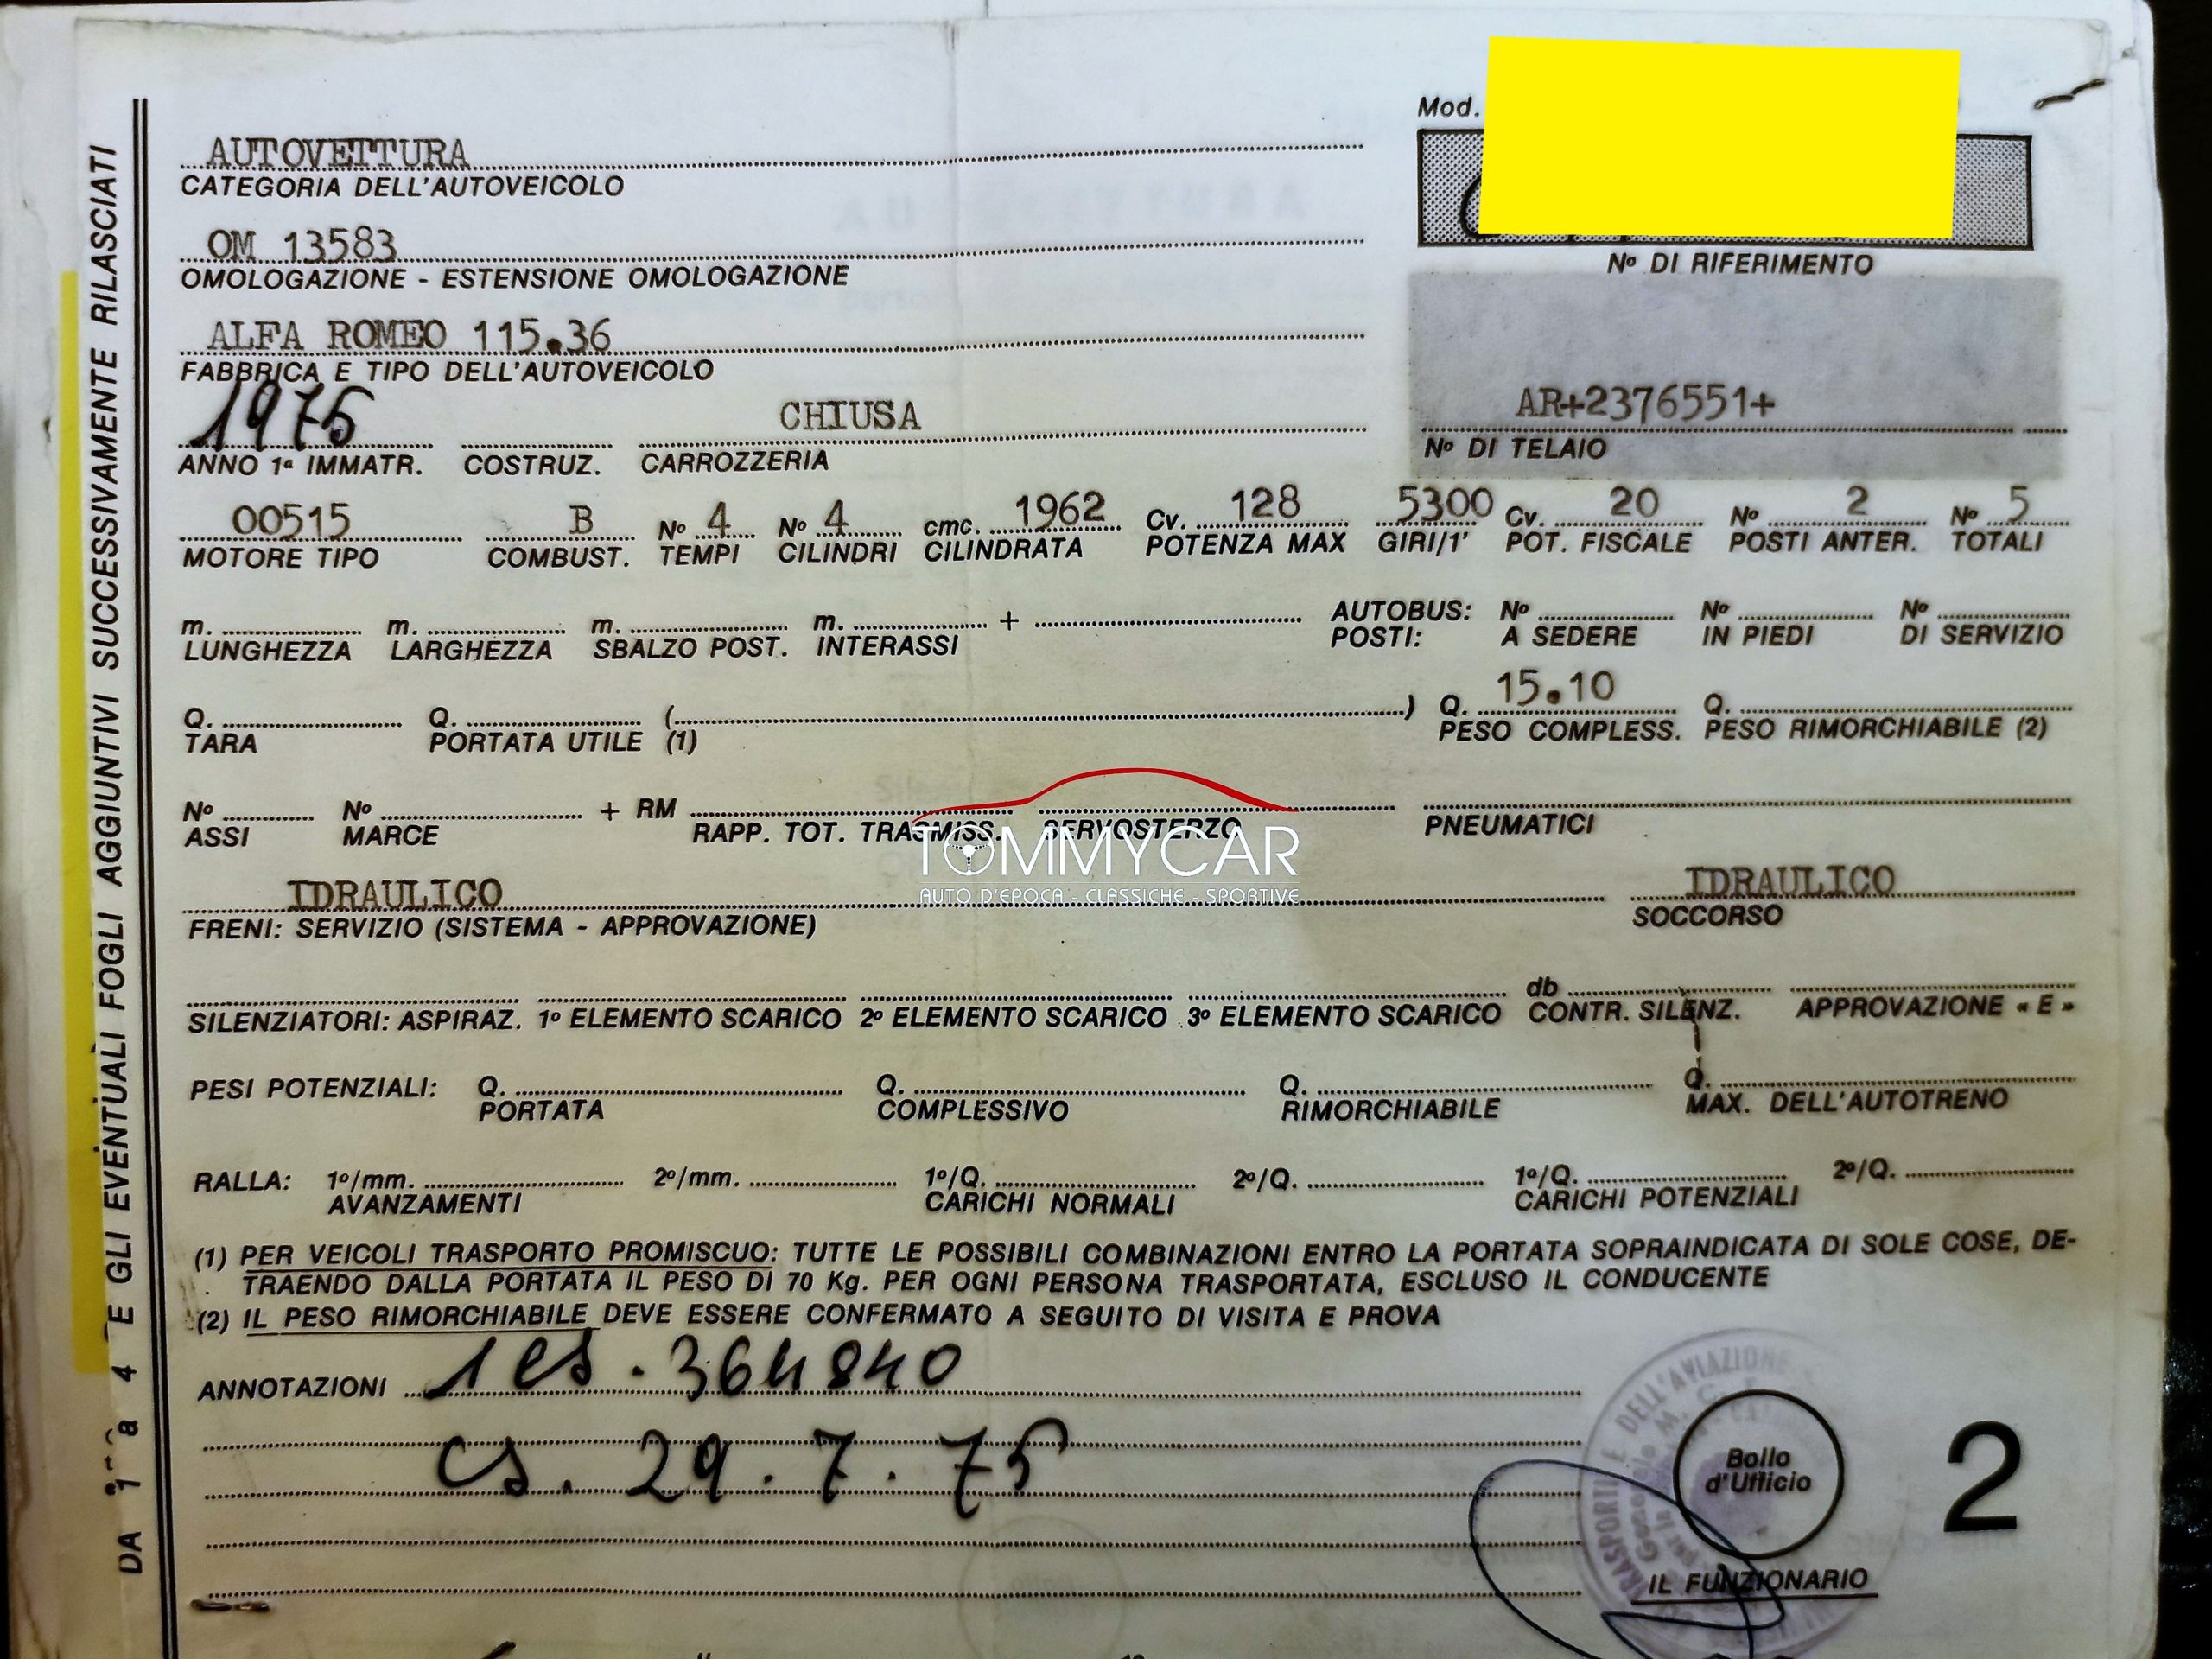 Mod.
AUTOVETTURA
CATEGORIA DELL'AUTOVEICOLO
OM 13583
OMOLOGAZIONE - ESTENSIONE OMOLOGAZIONE
Nº DI RIFERIMENTO
ALFA ROMEO 115.36
FABBRICA E TIPO DELL'AUTOVEICOLO
1975 CHIUSA
ANNO 1ª IMMATR. COSTRUZ. CARROZZERIA
AR+2376551+
Nº DI TELAIO
00515 B Nº 4 Nº 4 cmc. 1962 Cv. 128 5300 Cv. 20 Nº 2 Nº 5
MOTORE TIPO COMBUST. TEMPI CILINDRI CILINDRATA POTENZA MAX GIRI/1' POT. FISCALE POSTI ANTER. TOTALI
m. m. m. m. + AUTOBUS: Nº Nº Nº
LUNGHEZZA LARGHEZZA SBALZO POST. INTERASSI POSTI: A SEDERE IN PIEDI DI SERVIZIO
Q. Q. ( ) Q. 15.10 Q.
TARA PORTATA UTILE (1) PESO COMPLESS. PESO RIMORCHIABILE (2)
Nº Nº + RM
ASSI MARCE RAPP. TOT. TRASMISS. SERVOSTERZO PNEUMATICI
TOMMYCAR
AUTO D'EPOCA - CLASSICHE - SPORTIVE
IDRAULICO IDRAULICO
FRENI: SERVIZIO (SISTEMA - APPROVAZIONE) SOCCORSO
db
SILENZIATORI: ASPIRAZ. 1º ELEMENTO SCARICO 2º ELEMENTO SCARICO 3º ELEMENTO SCARICO CONTR. SILENZ. APPROVAZIONE « E »
PESI POTENZIALI: Q. Q. Q. Q.
PORTATA COMPLESSIVO RIMORCHIABILE MAX. DELL'AUTOTRENO
RALLA: 1º/mm. 2º/mm. 1º/Q. 2º/Q. 1º/Q. 2º/Q.
AVANZAMENTI CARICHI NORMALI CARICHI POTENZIALI
(1) PER VEICOLI TRASPORTO PROMISCUO: TUTTE LE POSSIBILI COMBINAZIONI ENTRO LA PORTATA SOPRAINDICATA DI SOLE COSE, DE-
TRAENDO DALLA PORTATA IL PESO DI 70 Kg. PER OGNI PERSONA TRASPORTATA, ESCLUSO IL CONDUCENTE
(2) IL PESO RIMORCHIABILE DEVE ESSERE CONFERMATO A SEGUITO DI VISITA E PROVA
ANNOTAZIONI 1 es. 364840
cs. 29.7.75
Bollo
d'Ufficio
2
IL FUNZIONARIO
DELL'AVIAZIONE
DA 1 a 4 E GLI EVENTUALI FOGLI AGGIUNTIVI SUCCESSIVAMENTE RILASCIATI